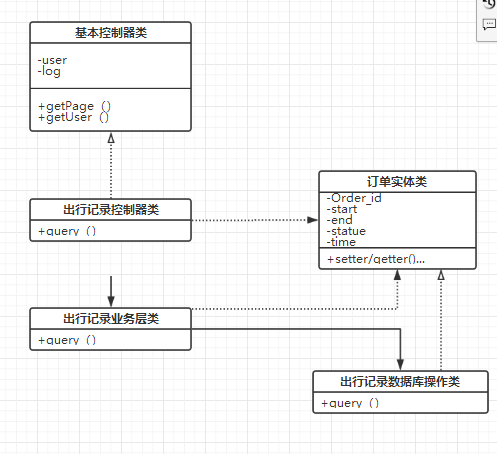 基本控制器类
-user
-log
+getPage（）
+getUser（）
订单实体类
-Order_id
-start
-end
-statue
-time
+setter/getter()...
出行记录控制器类
+query（）
出行记录业务层类
+query（）
出行记录数据库操作类
+query（）